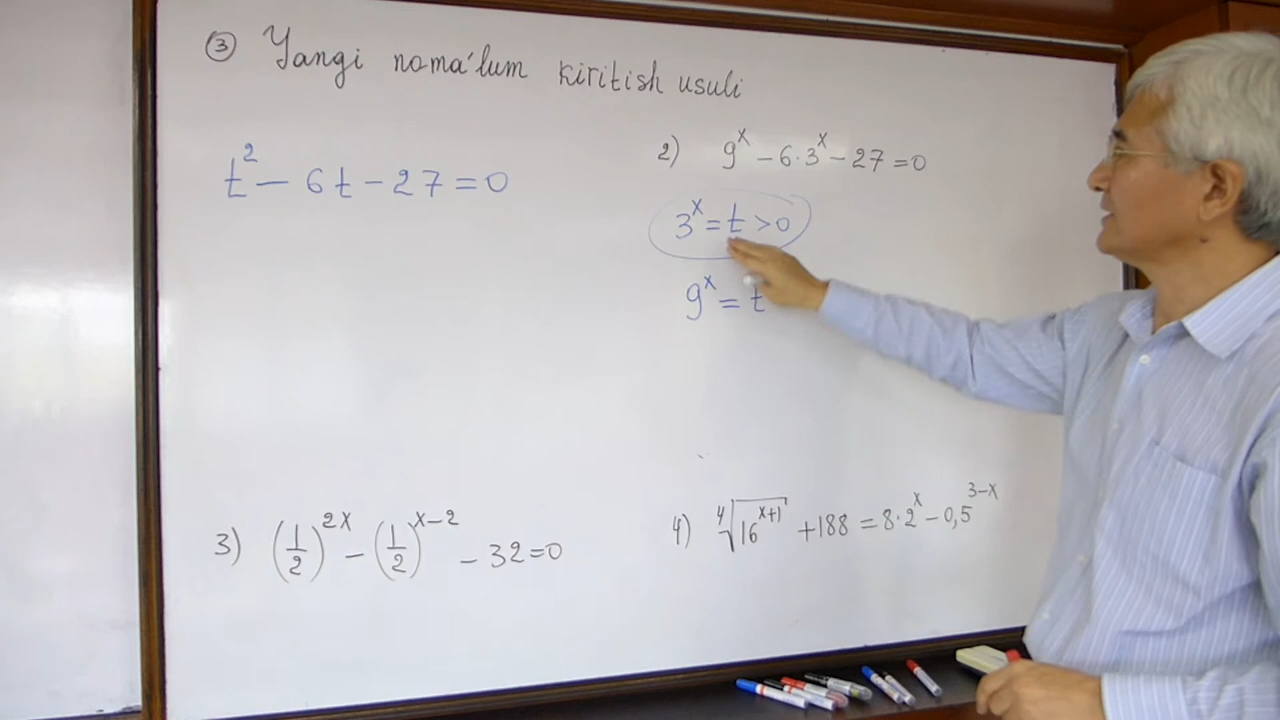 ③ Yangi noma'lum kiritish usuli
t² − 6t − 27 = 0
2) 9ˣ − 6·3ˣ − 27 = 0
3ˣ = t > 0
9ˣ = t
3) (1/2)²ˣ − (1/2)ˣ⁻² − 32 = 0
4) ⁴√(16ˣ⁺¹) + 188 = 8·2ˣ − 0,5³⁻ˣ